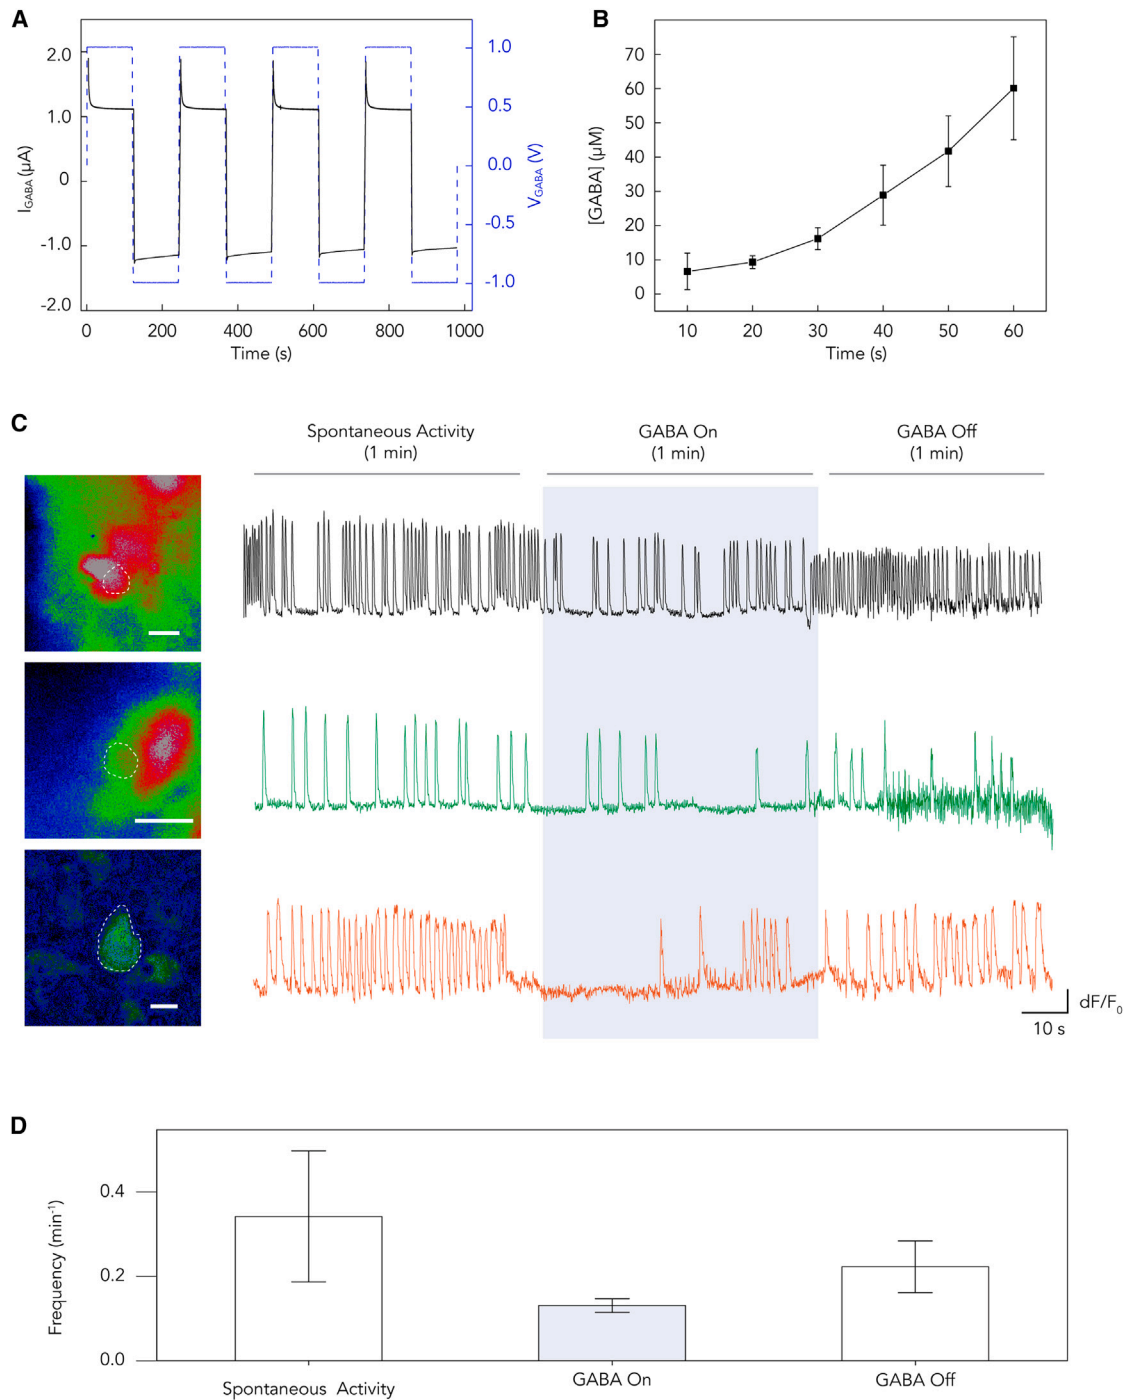 A
2.0
1.0
0
-1.0
-2.0
I_GABA (µA)
1.0
0.5
0.0
-0.5
-1.0
V_GABA (V)
0 200 400 600 800 1000
Time (s)
B
70
60
50
40
30
20
10
0
[GABA] (µM)
10 20 30 40 50 60
Time (s)
C
Spontaneous Activity
(1 min)
GABA On
(1 min)
GABA Off
(1 min)
dF/F₀
10 s
D
0.4
0.2
0.0
Frequency (min⁻¹)
Spontaneous Activity
GABA On
GABA Off